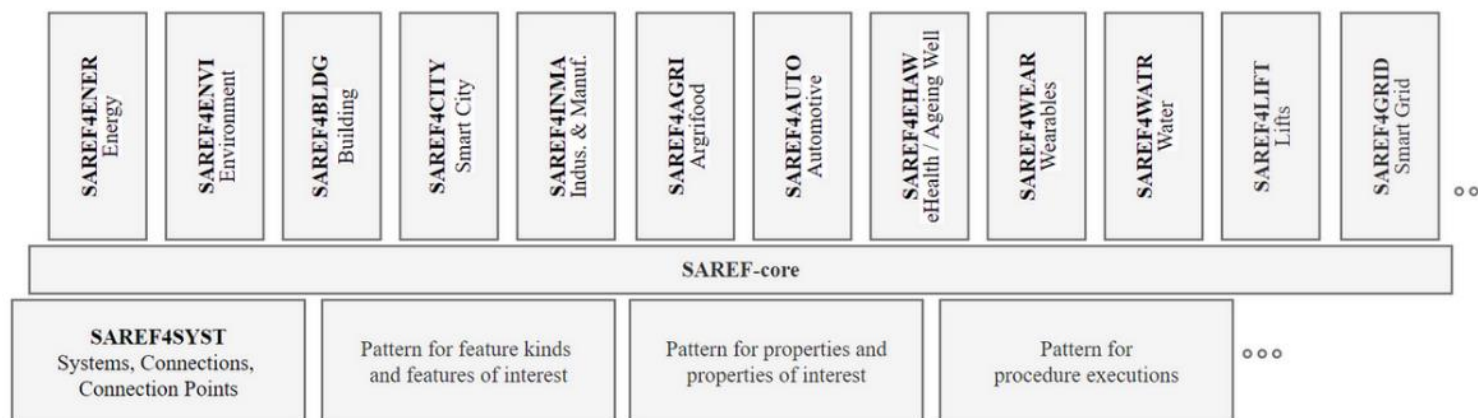 SAREF4ENER
Energy
SAREF4ENVI
Environment
SAREF4BLDG
Building
SAREF4CITY
Smart City
SAREF4INMA
Indus. & Manuf.
SAREF4AGRI
Argrifood
SAREF4AUTO
Automotive
SAREF4EHAW
eHealth / Ageing Well
SAREF4WEAR
Wearables
SAREF4WATR
Water
SAREF4LIFT
Lifts
SAREF4GRID
Smart Grid
SAREF-core
SAREF4SYST
Systems, Connections,
Connection Points
Pattern for feature kinds
and features of interest
Pattern for properties and
properties of interest
Pattern for
procedure executions